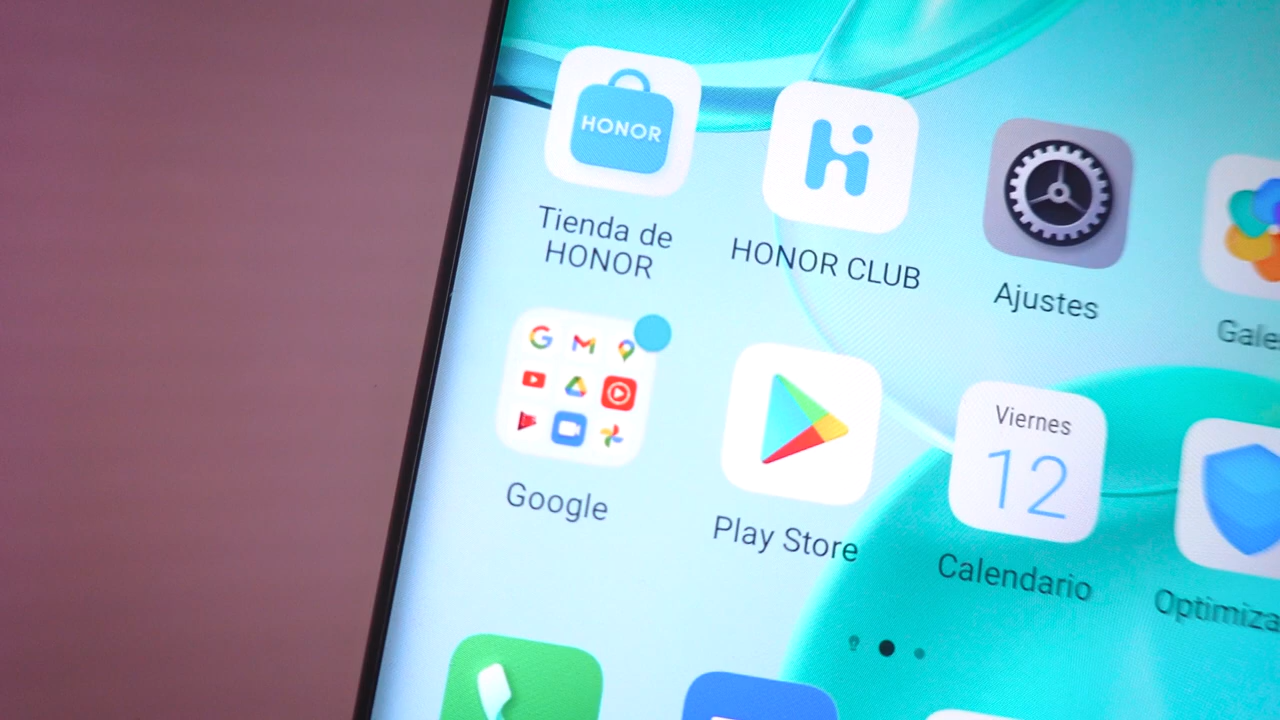 HONOR
Tienda de
HONOR
HONOR CLUB
Ajustes
Gale
Google
Play Store
Viernes
12
Calendario
Optimiza